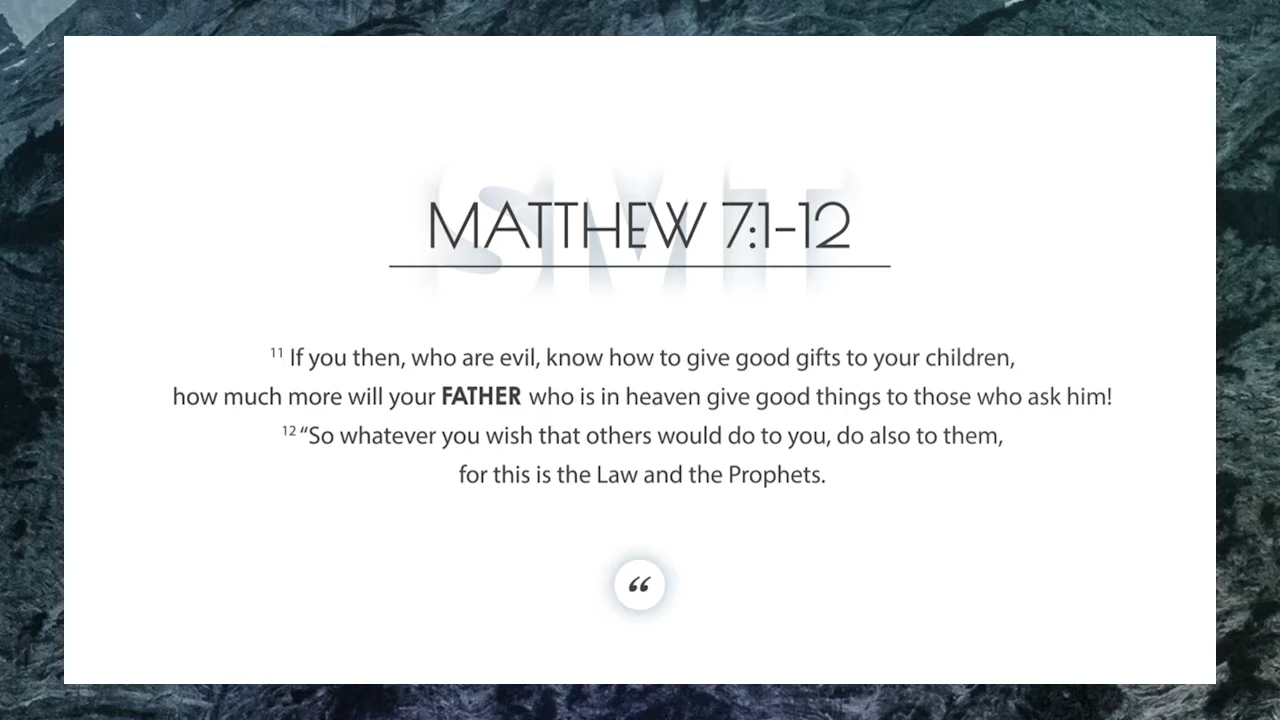 SMT
MATTHEW 7:1-12
11 If you then, who are evil, know how to give good gifts to your children,
how much more will your FATHER who is in heaven give good things to those who ask him!
12 “So whatever you wish that others would do to you, do also to them,
for this is the Law and the Prophets.
“